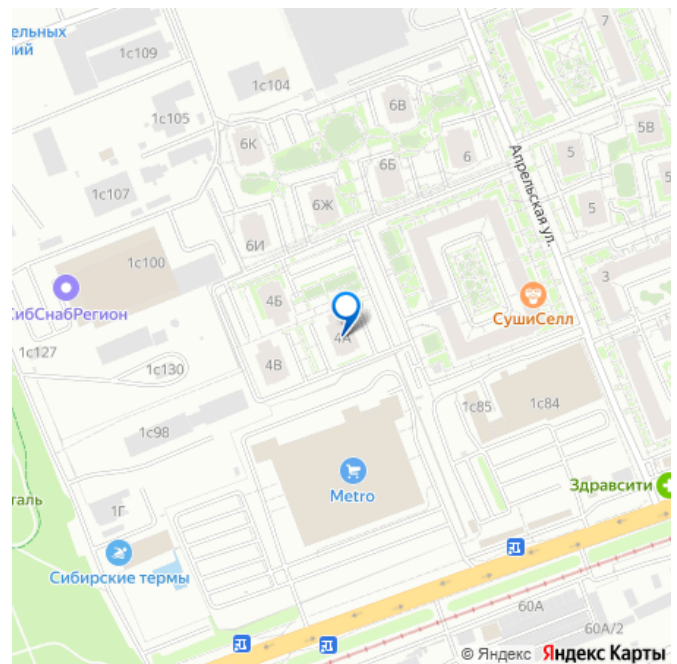 ельных
ий
1с109
7
1с104
6В
1с105
5В
6К
Апрельская ул.
5
6
6Б
1с107
5
6Ж
5
6И
1с100
3
4Б
СибСнабРегион
СушиСелл
4А
1с127
4В
1с130
1с85
1с84
1с98
Здравсити
Metro
таль
1Г
Сибирские термы
60А
60А/2
© Яндекс Яндекс Карты